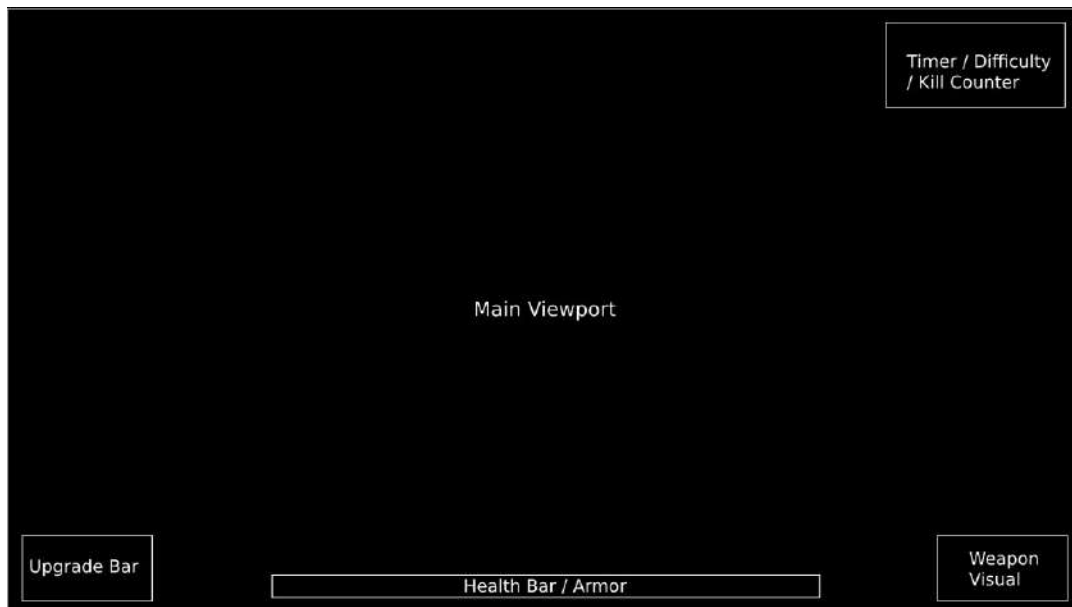 Timer / Difficulty
/ Kill Counter
Main Viewport
Upgrade Bar
Health Bar / Armor
Weapon
Visual